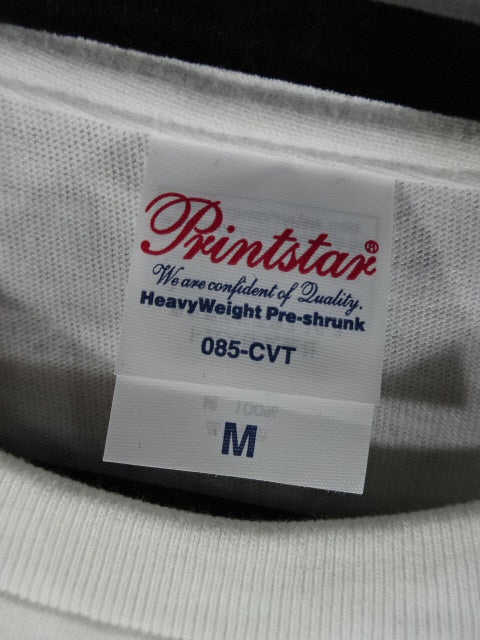 Printstar®
We are confident of Quality.
HeavyWeight Pre-shrunk
085-CVT
M